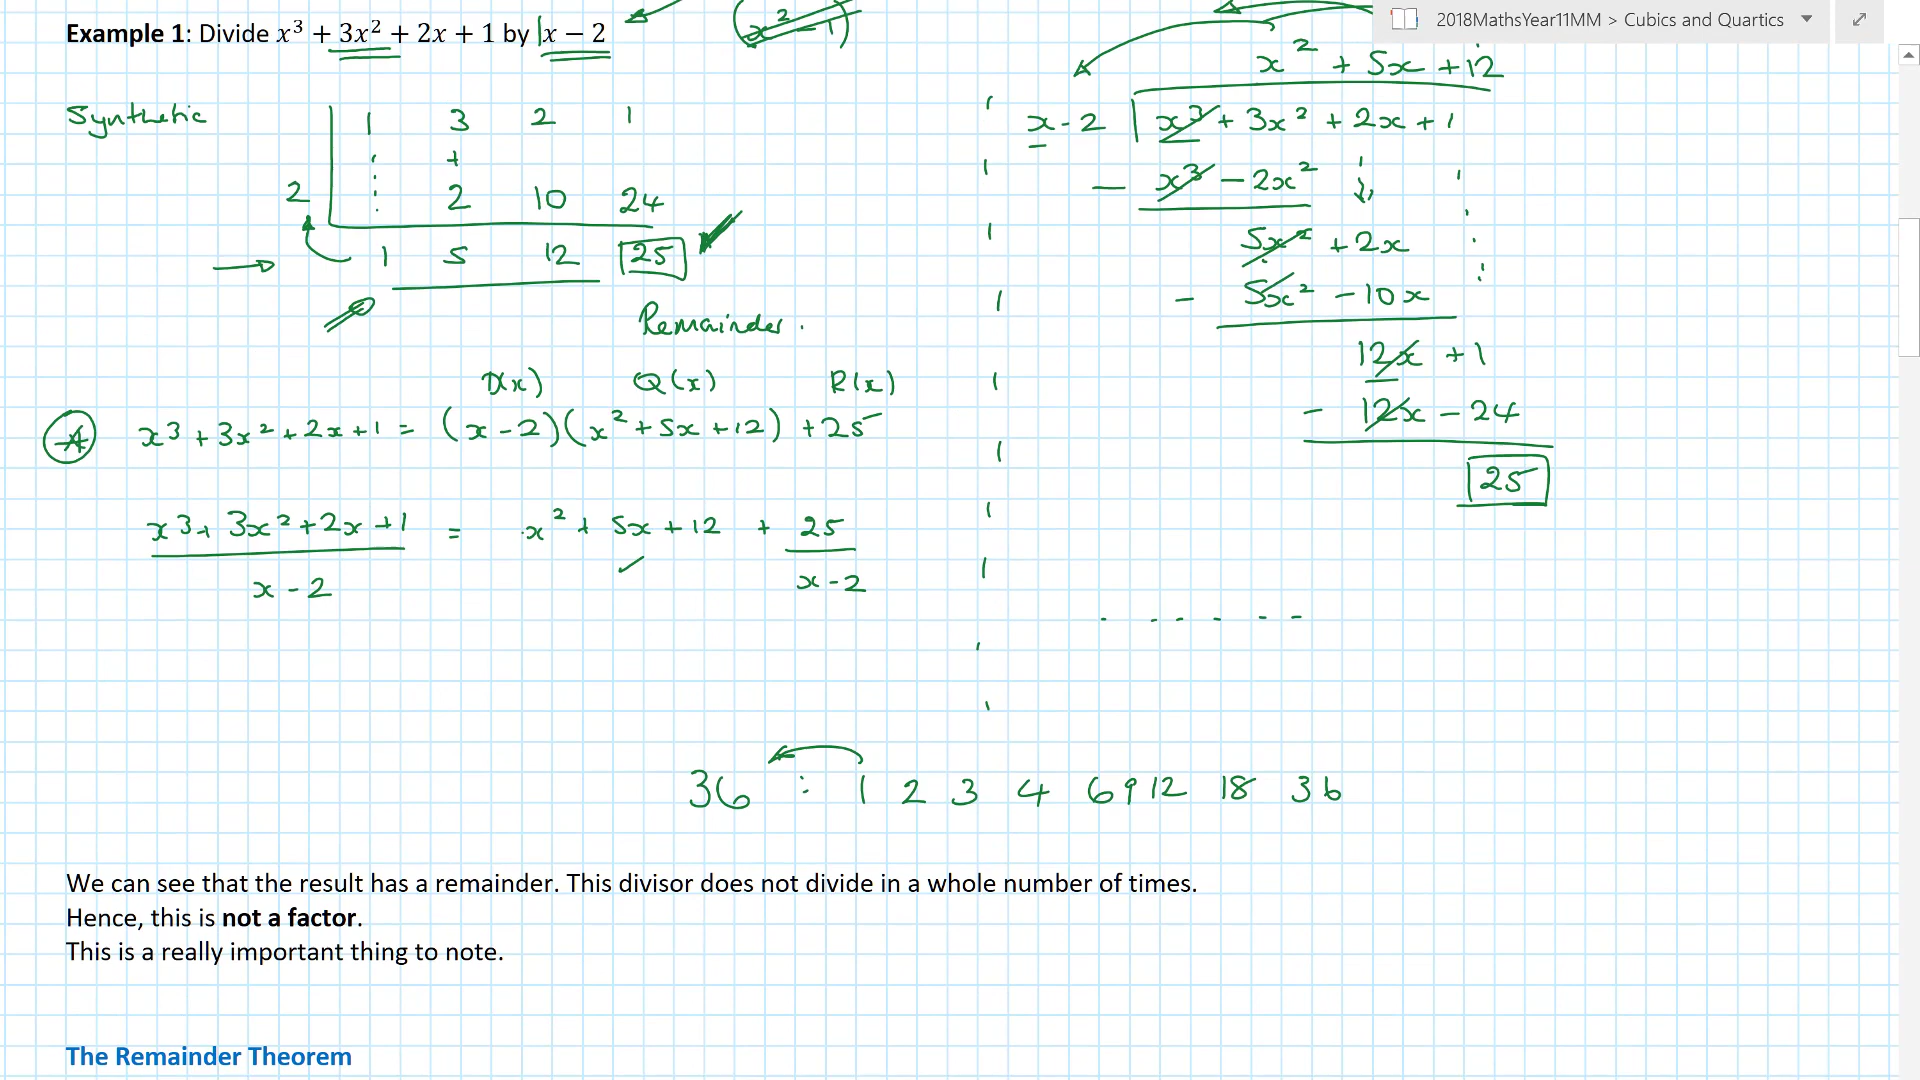 2018MathsYear11MM > Cubics and Quartics
Example 1: Divide x³ + 3x² + 2x + 1 by x − 2
(x² − 1)
Synthetic
1 3 2 1
+
2 2 10 24
1 5 12 25
Remainder.
D(x) Q(x) R(x)
x³ + 3x² + 2x + 1 = (x − 2)(x² + 5x + 12) + 25
x³ + 3x² + 2x + 1 = x² + 5x + 12 + 25
x − 2 x − 2
x² + 5x + 12
x − 2 x³ + 3x² + 2x + 1
− x³ − 2x²
5x² + 2x
− 5x² − 10x
12x + 1
− 12x − 24
25
36 : 1 2 3 4 6 9 12 18 36
We can see that the result has a remainder. This divisor does not divide in a whole number of times.
Hence, this is not a factor.
This is a really important thing to note.
The Remainder Theorem